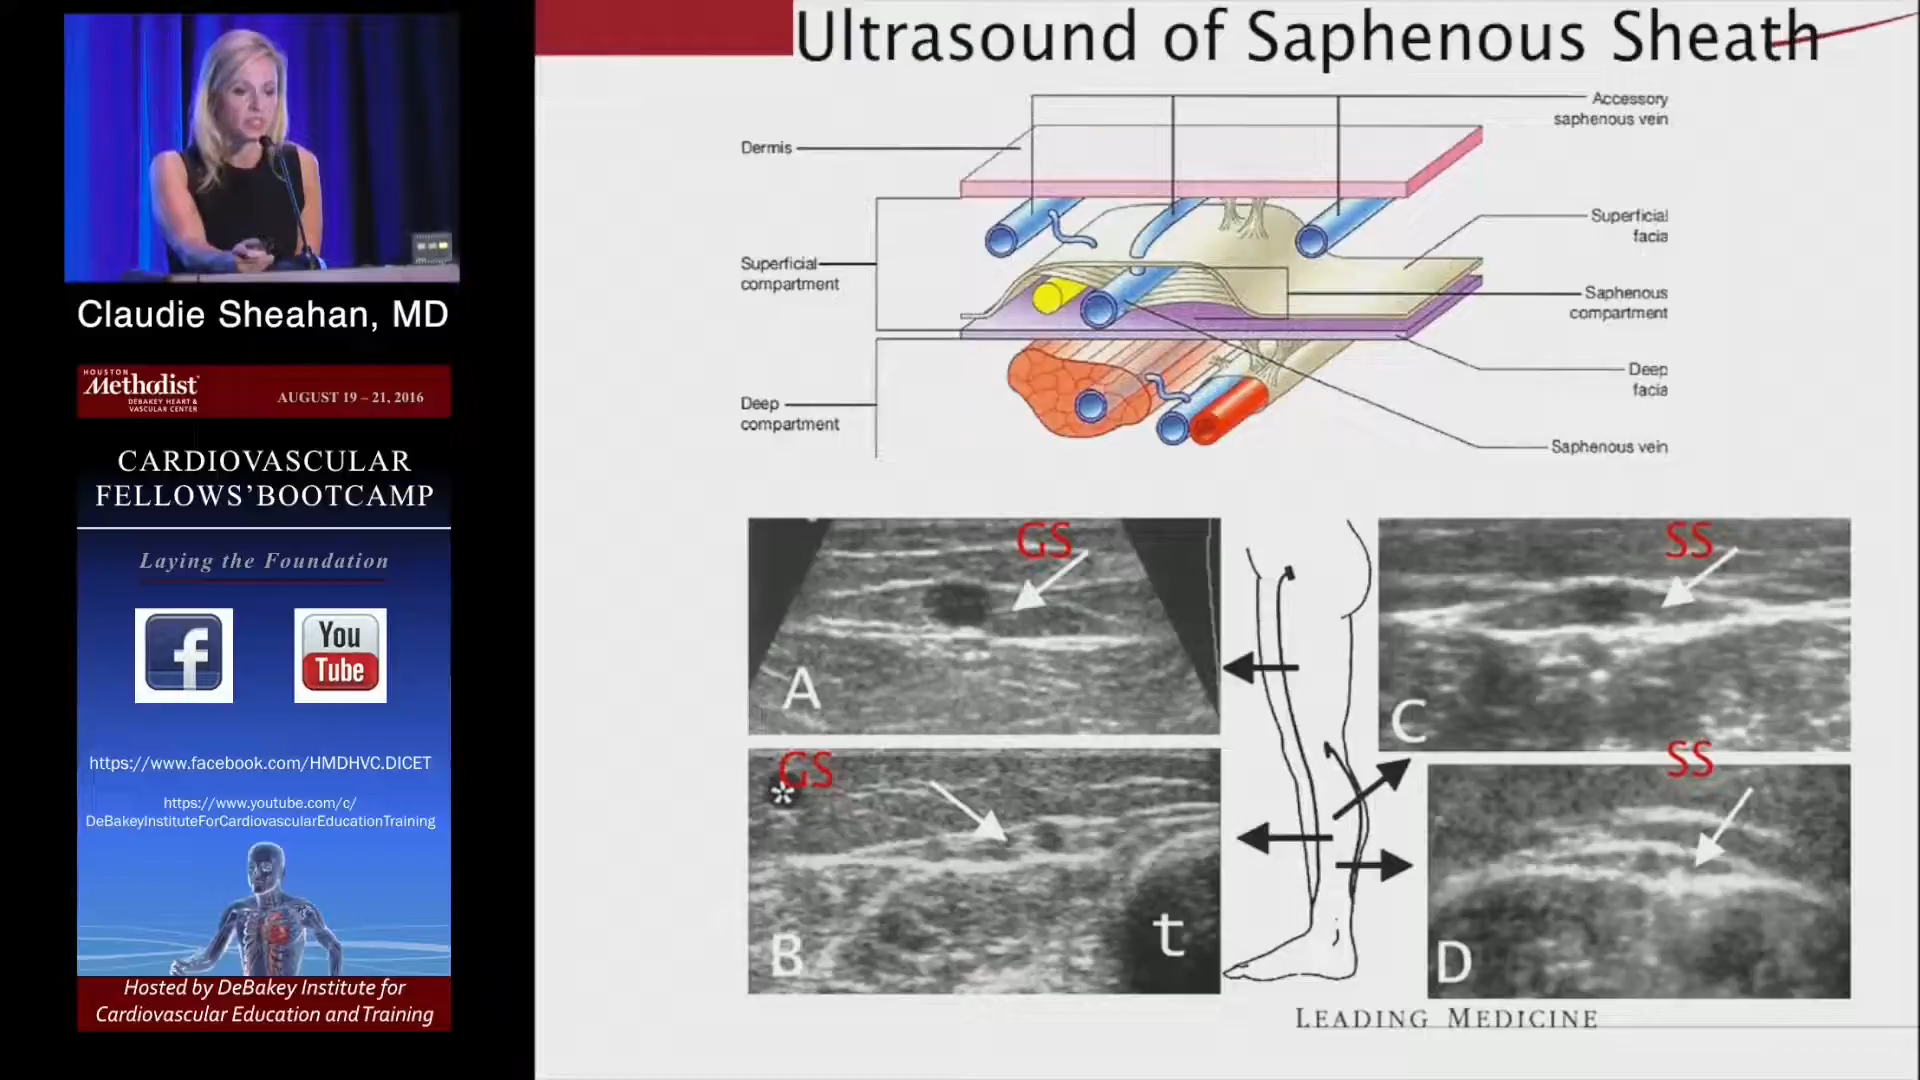 Claudie Sheahan, MD
HOUSTON
Methodist
DEBAKEY HEART &
VASCULAR CENTER
AUGUST 19 – 21, 2016
CARDIOVASCULAR
FELLOWS'BOOTCAMP
Laying the Foundation
f
You
Tube
https://www.facebook.com/HMDHVC.DICET
https://www.youtube.com/c/
DeBakeyInstituteForCardiovascularEducationTraining
Hosted by DeBakey Institute for
Cardiovascular Education and Training
Ultrasound of Saphenous Sheath
Accessory
saphenous vein
Dermis
Superficial
facia
Superficial
compartment
Saphenous
compartment
Deep
facia
Deep
compartment
Saphenous vein
GS
A
SS
C
GS
*
B
t
SS
D
LEADING MEDICINE